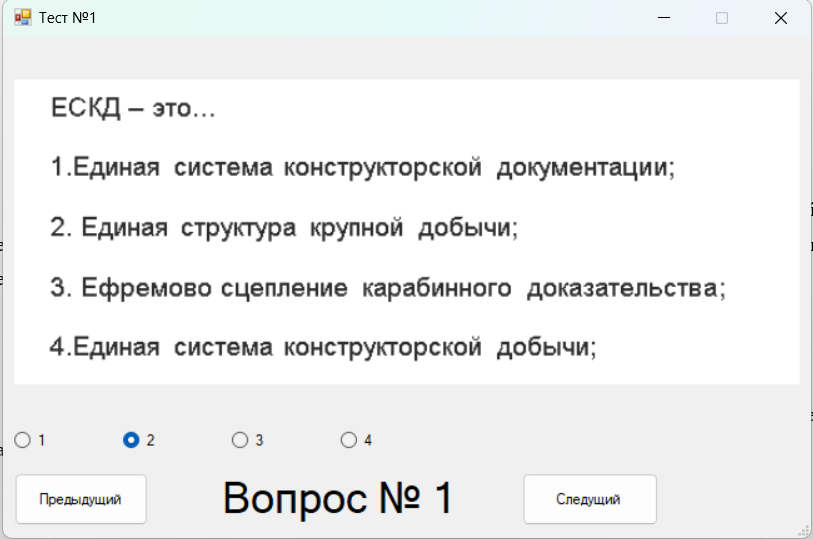 Тест №1
ЕСКД – это...
1.Единая система конструкторской документации;
2. Единая структура крупной добычи;
3. Ефремово сцепление карабинного доказательства;
4.Единая система конструкторской добычи;
1 2 3 4
Предыдущий Вопрос № 1 Следущий